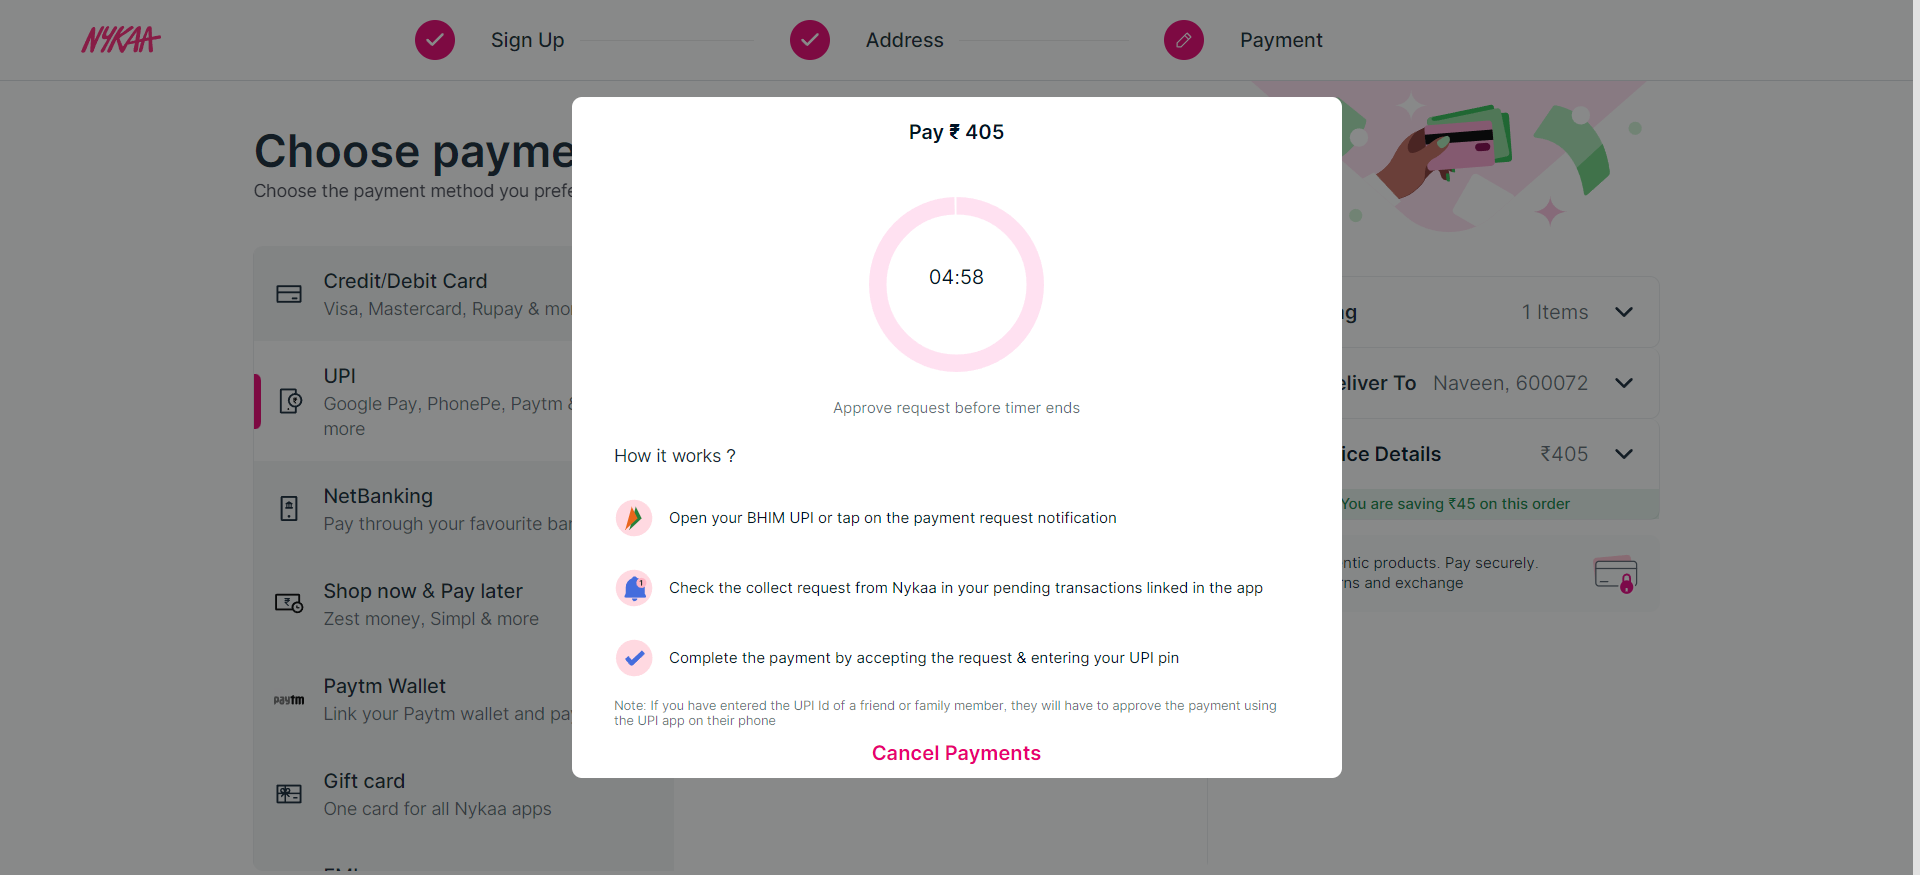 NYKAA
Sign Up
Address
Payment
Choose payme
Choose the payment method you prefe
Credit/Debit Card
Visa, Mastercard, Rupay & mo
UPI
Google Pay, PhonePe, Paytm &
more
NetBanking
Pay through your favourite ba
Shop now & Pay later
Zest money, Simpl & more
Paytm Wallet
paytm
Link your Paytm wallet and pa
Gift card
One card for all Nykaa apps
Pay ₹ 405
04:58
Approve request before timer ends
How it works ?
Open your BHIM UPI or tap on the payment request notification
1
Check the collect request from Nykaa in your pending transactions linked in the app
Complete the payment by accepting the request & entering your UPI pin
Note: If you have entered the UPI Id of a friend or family member, they will have to approve the payment using
the UPI app on their phone
Cancel Payments
g 1 Items
eliver To Naveen, 600072
ice Details ₹405
You are saving ₹45 on this order
ntic products. Pay securely.
ns and exchange